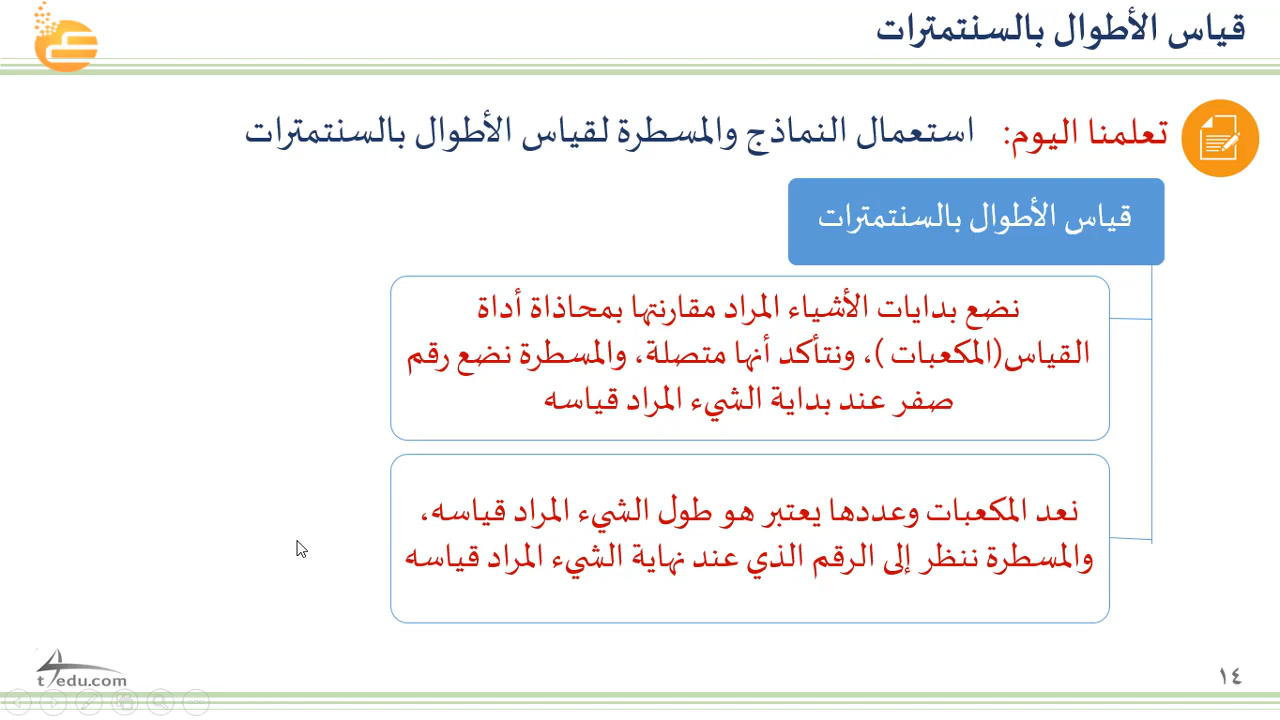 قياس الأطوال بالسنتمترات
تعلمنا اليوم: استعمال النماذج والمسطرة لقياس الأطوال بالسنتمترات
قياس الأطوال بالسنتمترات
نضع بدايات الأشياء المراد مقارنتها بمحاذاة أداة
القياس(المكعبات )، ونتأكد أنها متصلة، والمسطرة نضع رقم
صفر عند بداية الشيء المراد قياسه
نعد المكعبات وعددها يعتبر هو طول الشيء المراد قياسه،
والمسطرة ننظر إلى الرقم الذي عند نهاية الشيء المراد قياسه
t4edu.com
١٤